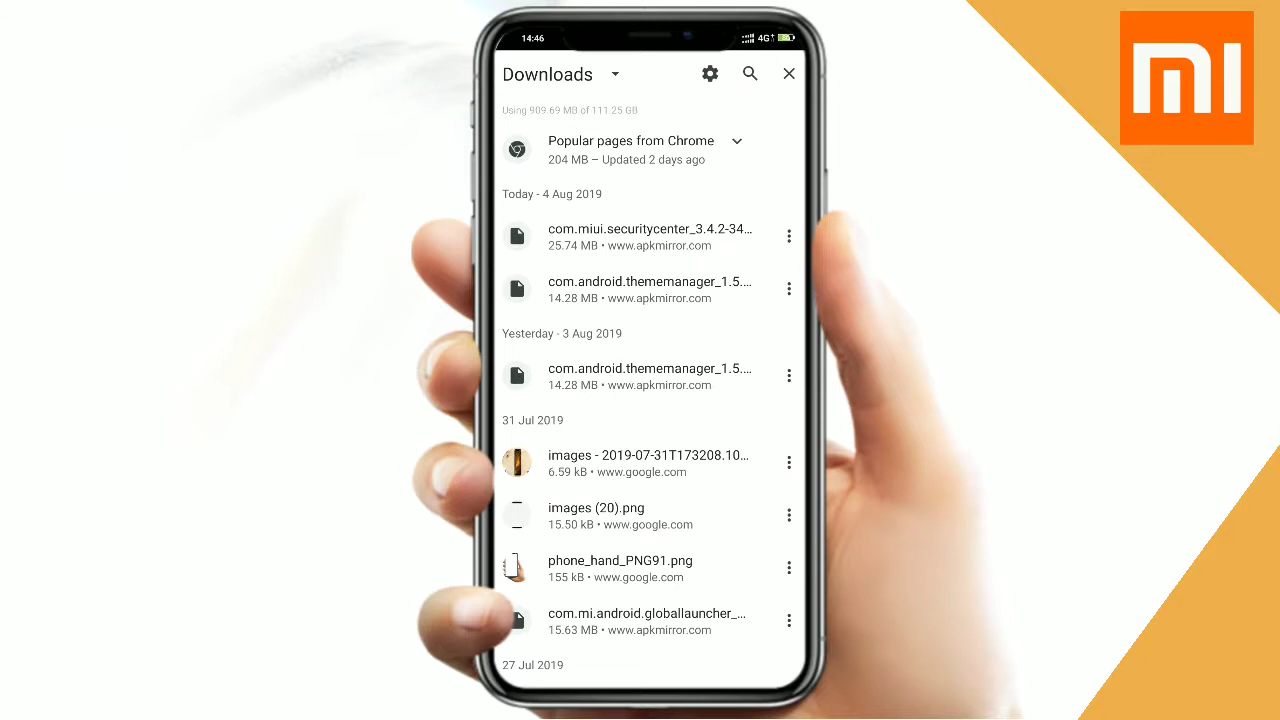 14:46
4G+
mi
Downloads
Using 909.69 MB of 111.25 GB
Popular pages from Chrome
204 MB – Updated 2 days ago
Today - 4 Aug 2019
com.miui.securitycenter_3.4.2-34...
25.74 MB • www.apkmirror.com
com.android.thememanager_1.5....
14.28 MB • www.apkmirror.com
Yesterday - 3 Aug 2019
com.android.thememanager_1.5....
14.28 MB • www.apkmirror.com
31 Jul 2019
images - 2019-07-31T173208.10...
6.59 kB • www.google.com
images (20).png
15.50 kB • www.google.com
phone_hand_PNG91.png
155 kB • www.google.com
com.mi.android.globallauncher_...
15.63 MB • www.apkmirror.com
27 Jul 2019